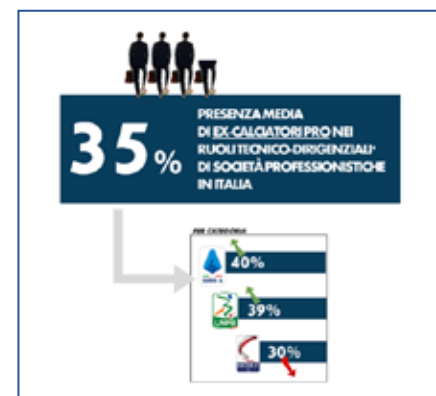 35%
PRESENZA MEDIA
DI EX-CALCIATORI PRO NEI
RUOLI TECNICO-DIRIGENZIALI*
DI SOCIETÀ PROFESSIONISTICHE
IN ITALIA
PER CATEGORIA
40%
39%
30%